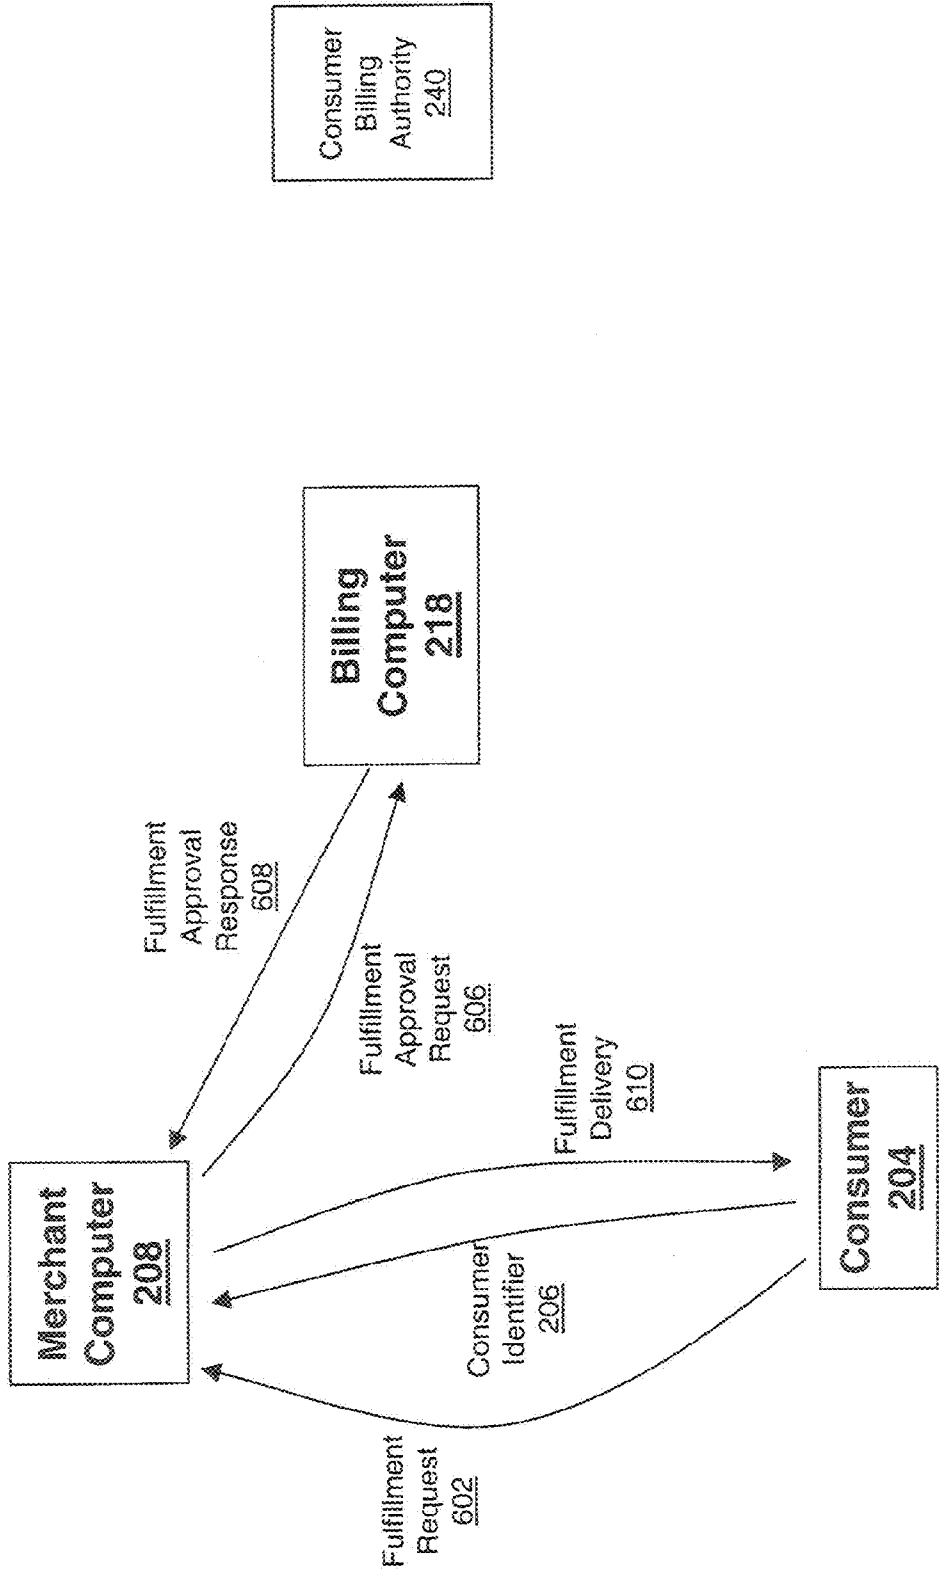 Merchant
Computer
208
Fulfillment
Approval
Response
608
Fulfillment
Approval
Request
606
Billing
Computer
218
Consumer
Billing
Authority
240
Fulfillment
Request
602
Consumer
Identifier
206
Fulfillment
Delivery
610
Consumer
204